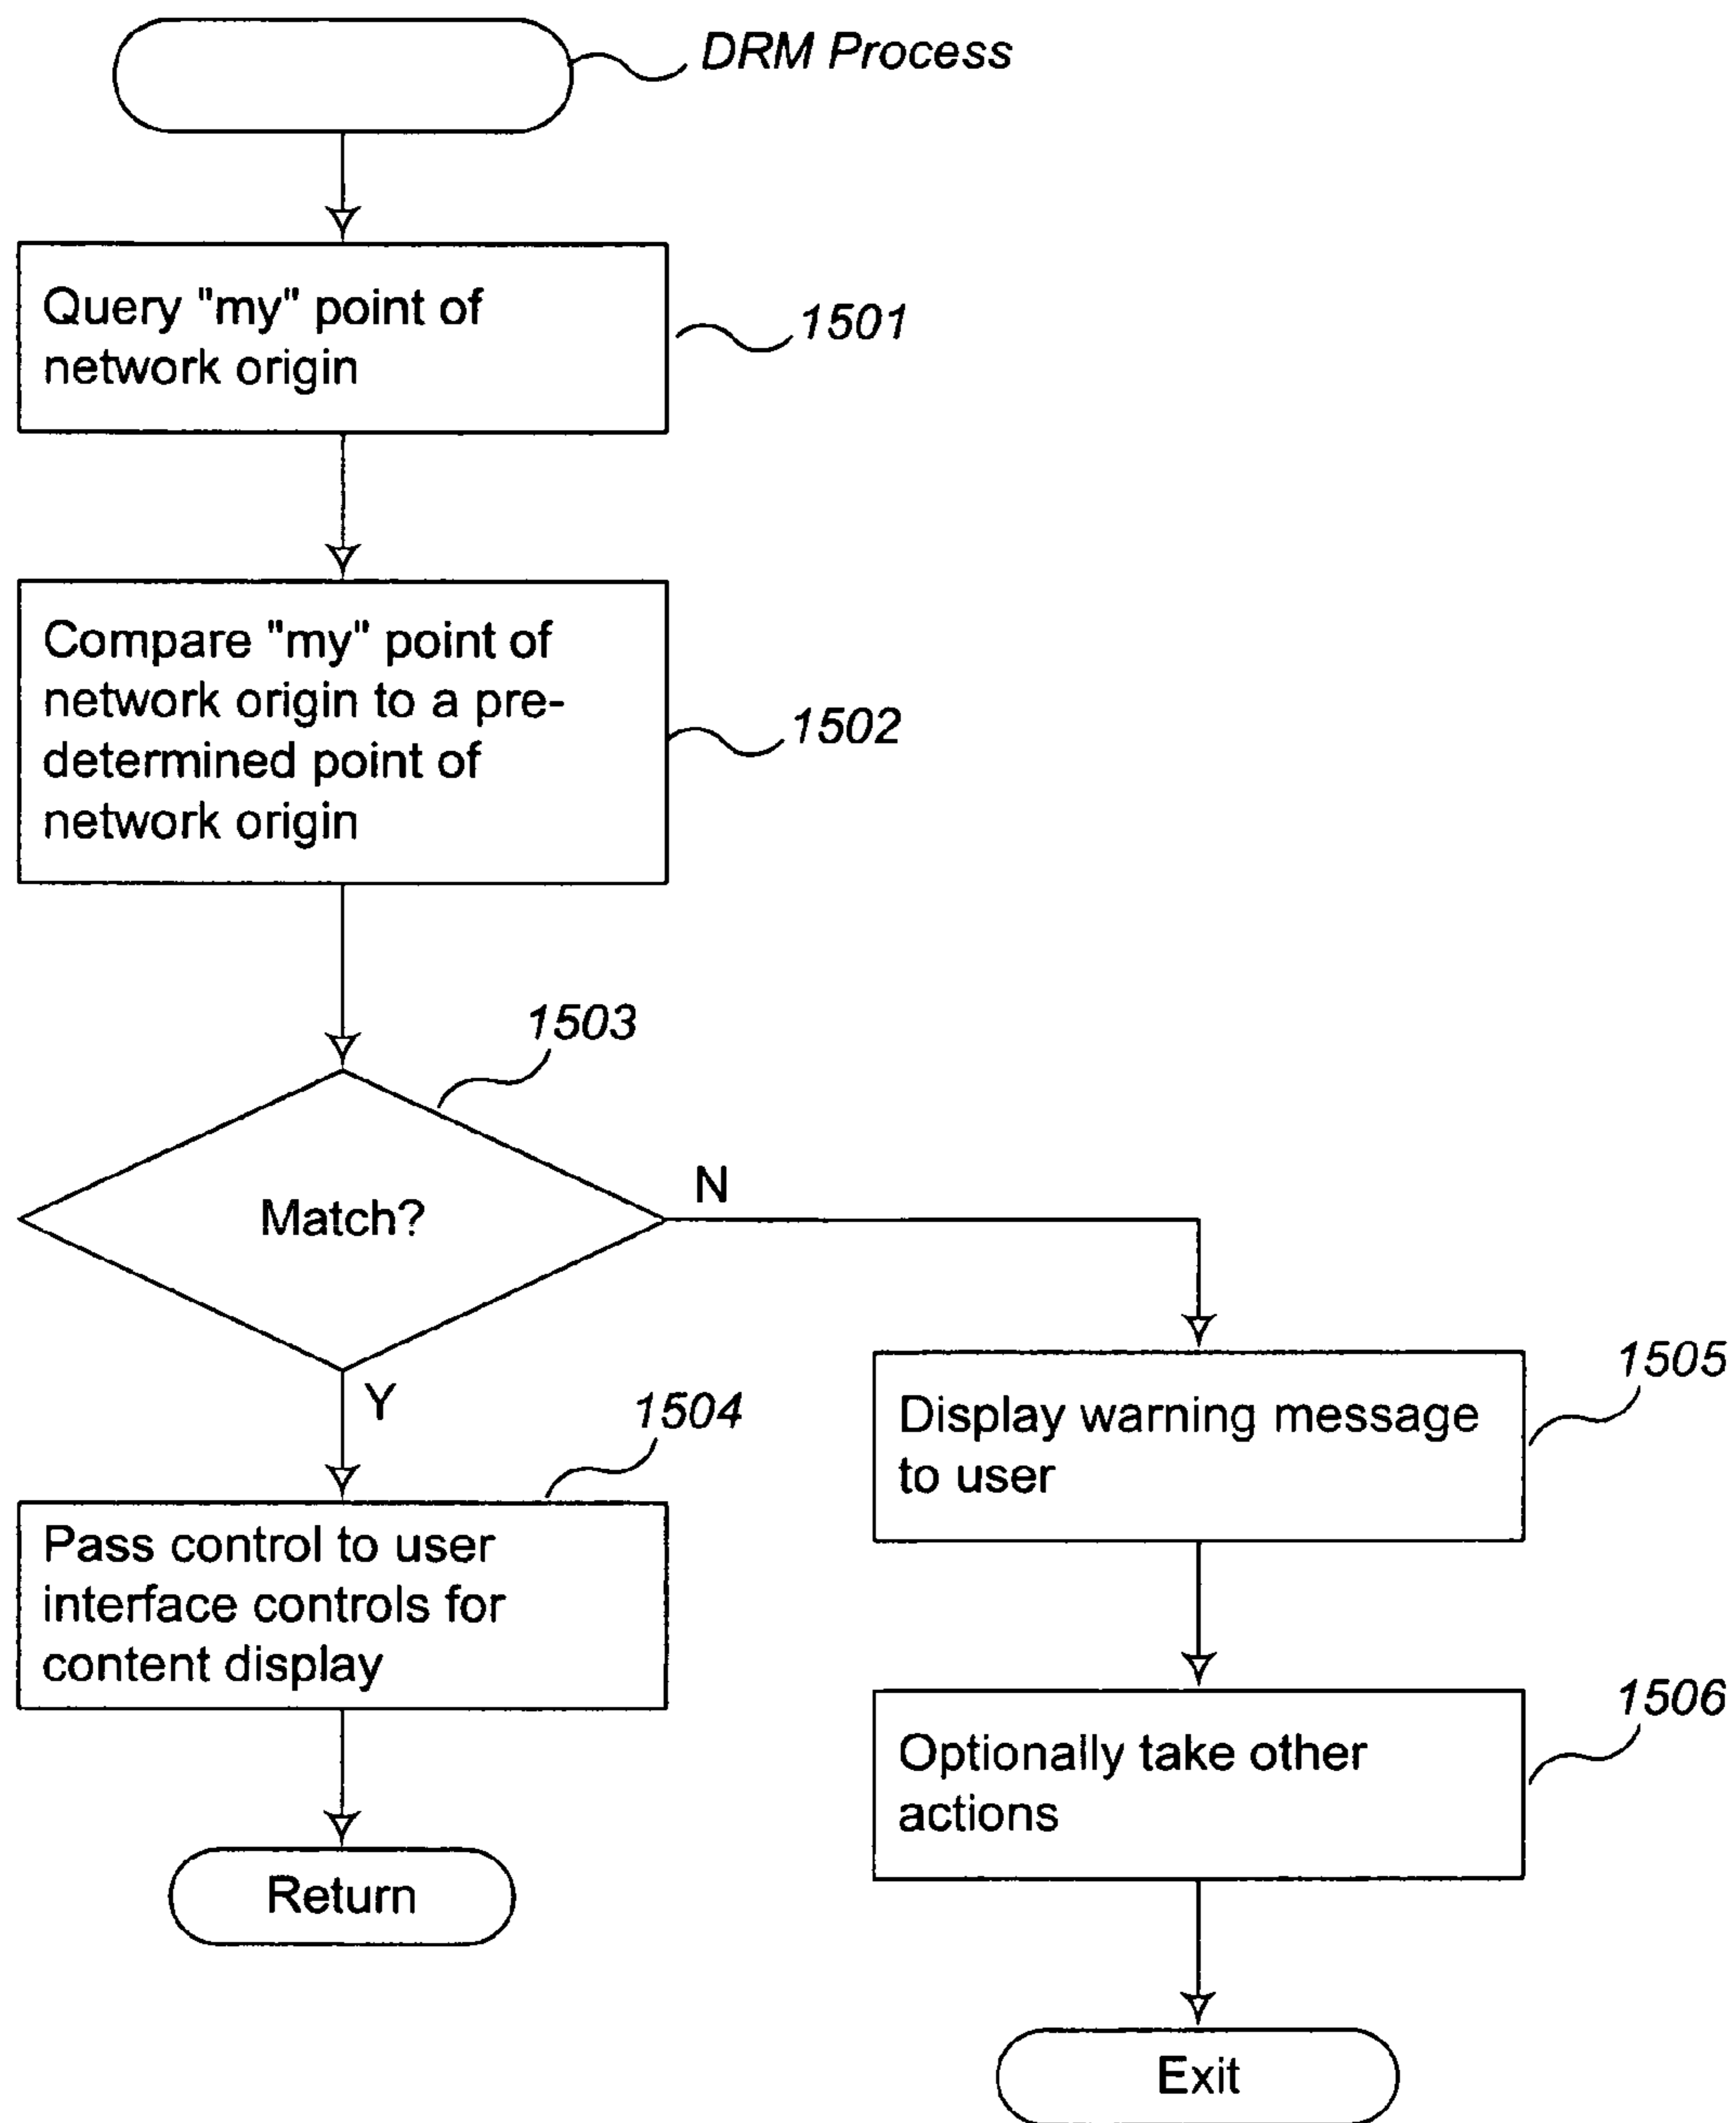 DRM Process
Query "my" point of
network origin
1501
Compare "my" point of
network origin to a pre-
determined point of
network origin
1502
1503
Match?
N
Y
1504
Pass control to user
interface controls for
content display
Return
1505
Display warning message
to user
1506
Optionally take other
actions
Exit